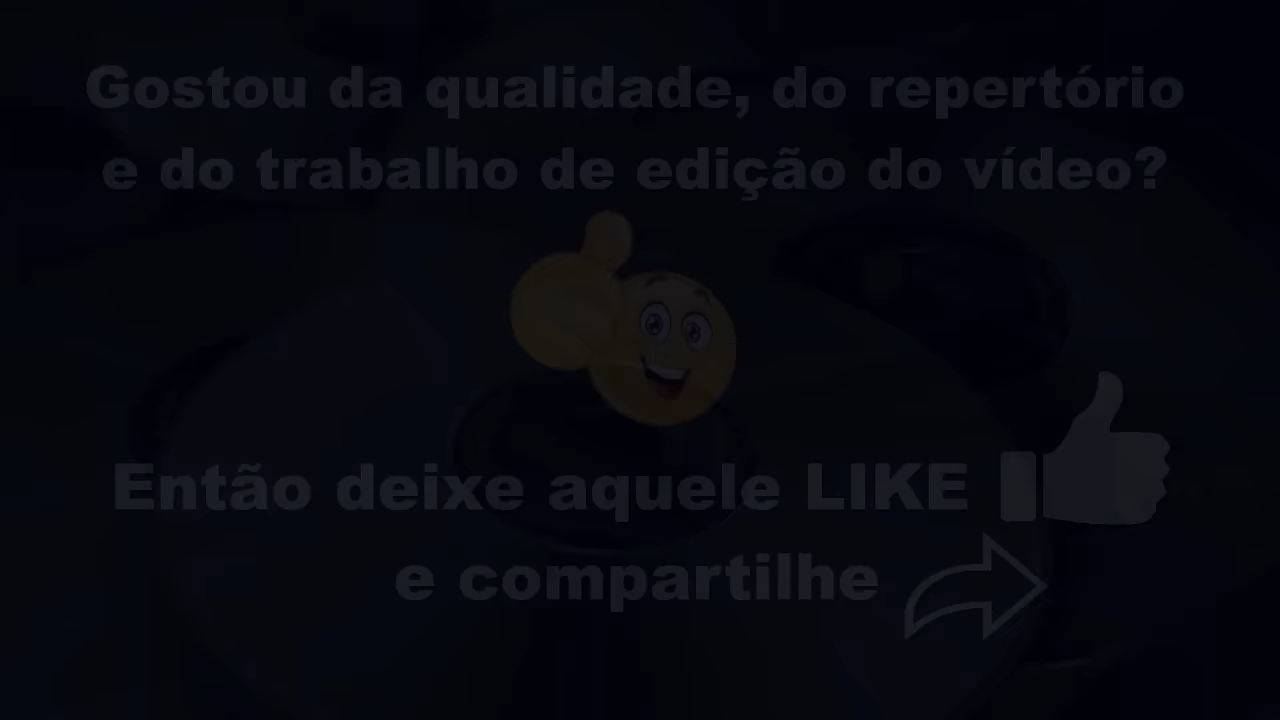 Gostou da qualidade, do repertório
e do trabalho de edição do vídeo?
Então deixe aquele LIKE
e compartilhe